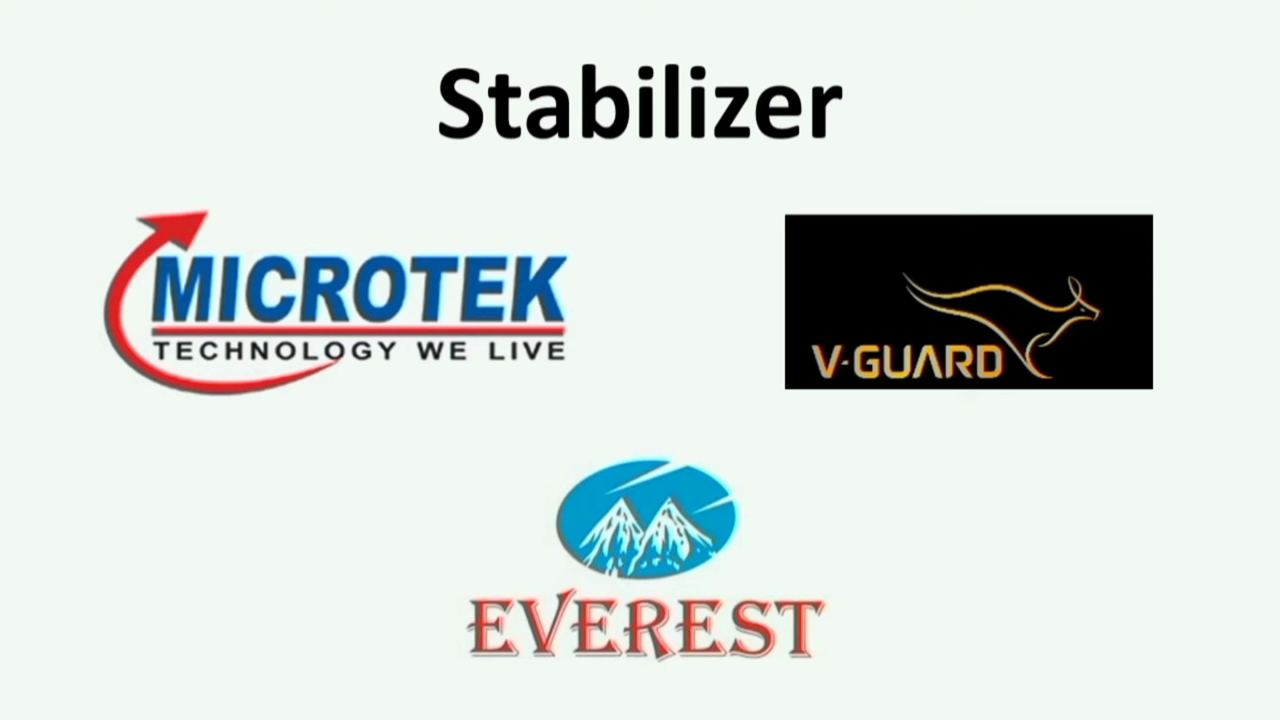 Stabilizer
MICROTEK
TECHNOLOGY WE LIVE
V-GUARD
EVEREST